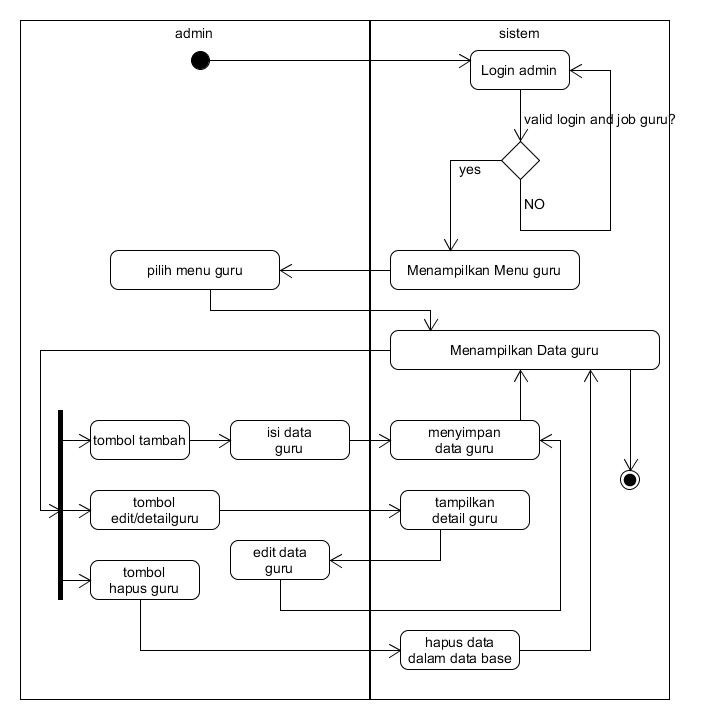 admin
sistem
Login admin
valid login and job guru?
yes
NO
pilih menu guru
Menampilkan Menu guru
Menampilkan Data guru
tombol tambah
isi data
guru
menyimpan
data guru
tombol
edit/detailguru
tampilkan
detail guru
edit data
guru
tombol
hapus guru
hapus data
dalam data base